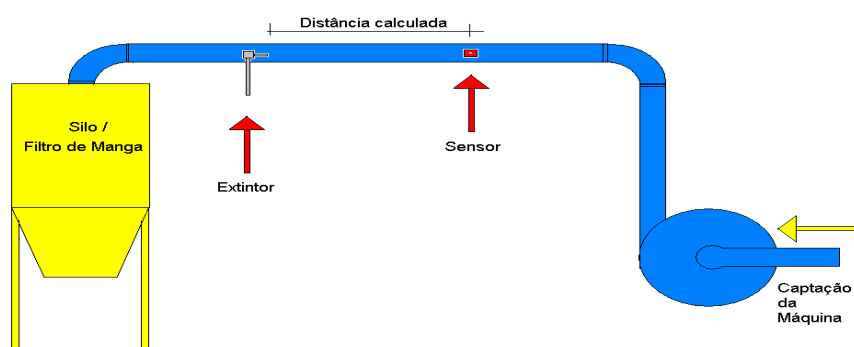 Distância calculada
Silo /
Filtro de Manga
Sensor
Extintor
Captação
da
Máquina